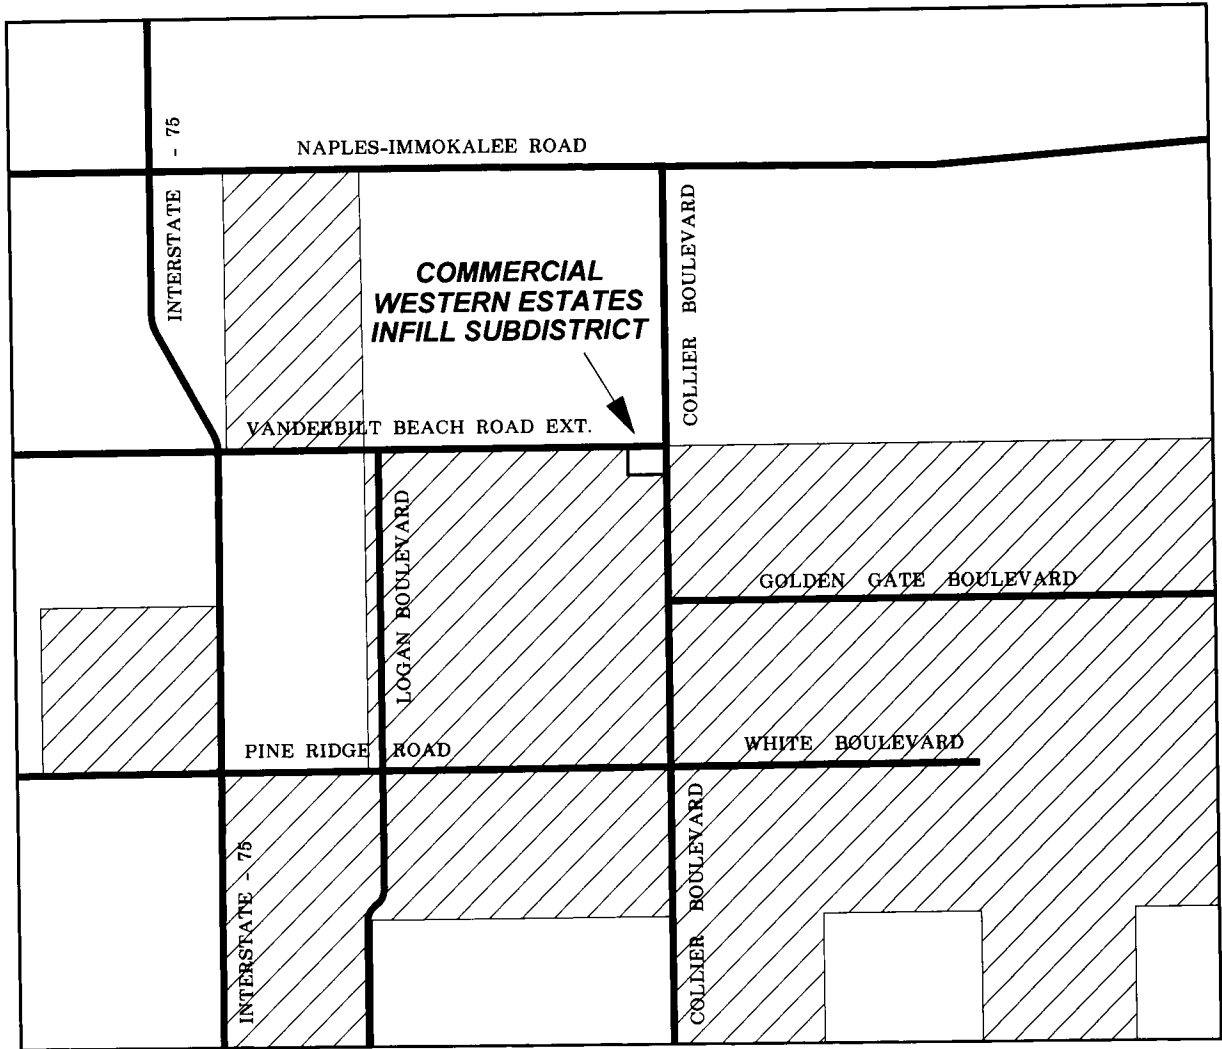 NAPLES-IMMOKALEE ROAD
INTERSTATE - 75
COLLIER BOULEVARD
COMMERCIAL
WESTERN ESTATES
INFILL SUBDISTRICT
VANDERBILT BEACH ROAD EXT.
LOGAN BOULEVARD
GOLDEN GATE BOULEVARD
PINE RIDGE ROAD
WHITE BOULEVARD
INTERSTATE - 75
COLLIER BOULEVARD